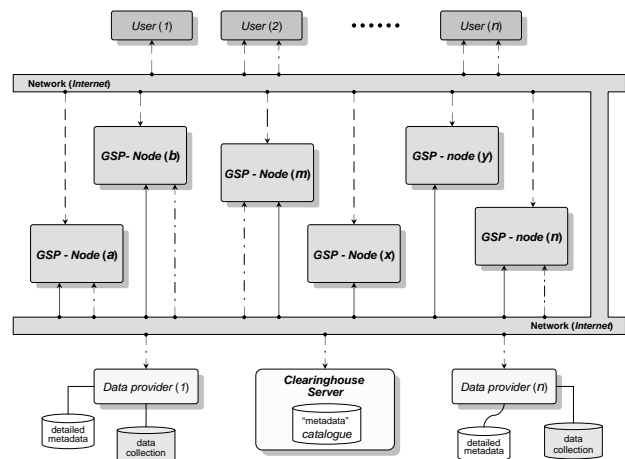 User (1)
User (2)
User (n)
Network (Internet)
GSP- Node (b)
GSP - Node (m)
GSP - node (y)
GSP - Node (a)
GSP - Node (x)
GSP - node (n)
Network (Internet)
Data provider (1)
Clearinghouse
Server
"metadata"
catalogue
Data provider (n)
detailed
metadata
data
collection
detailed
metadata
data
collection